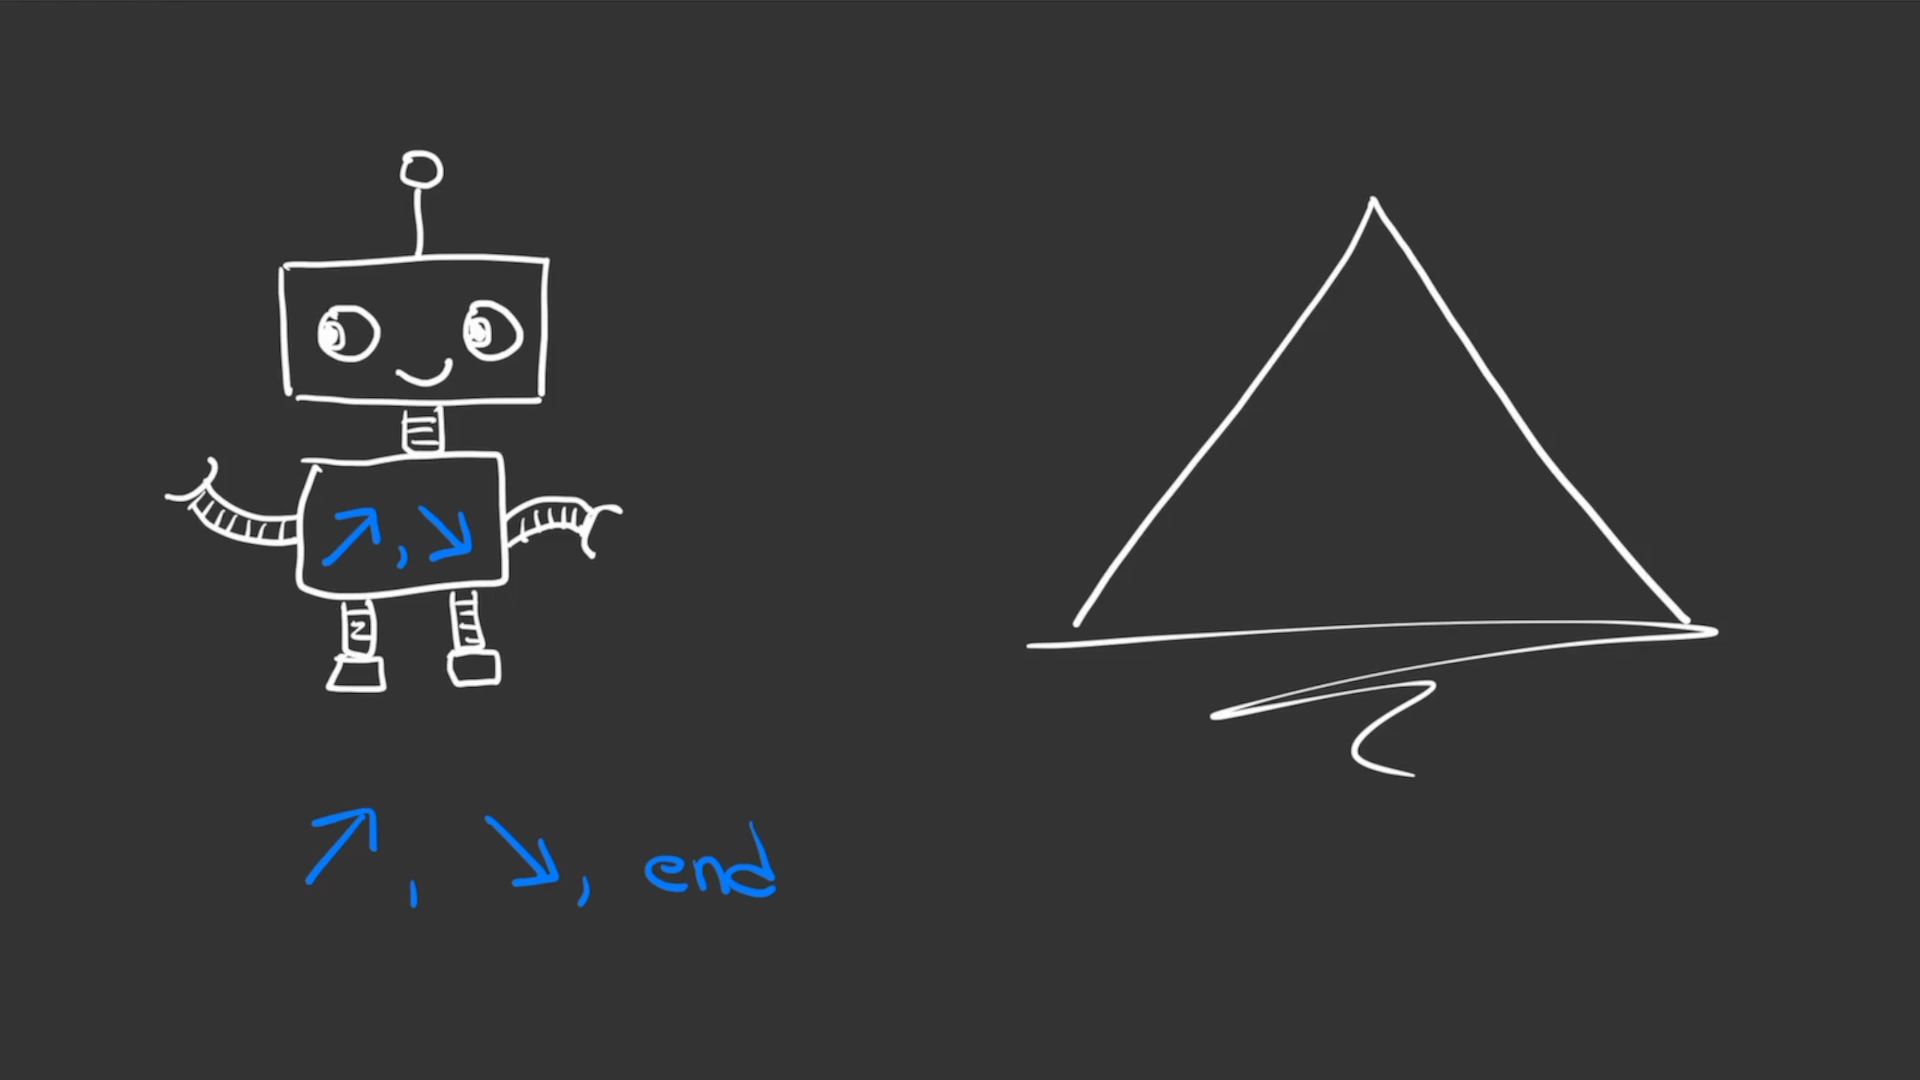 ↗, ↘
↗, ↘, end